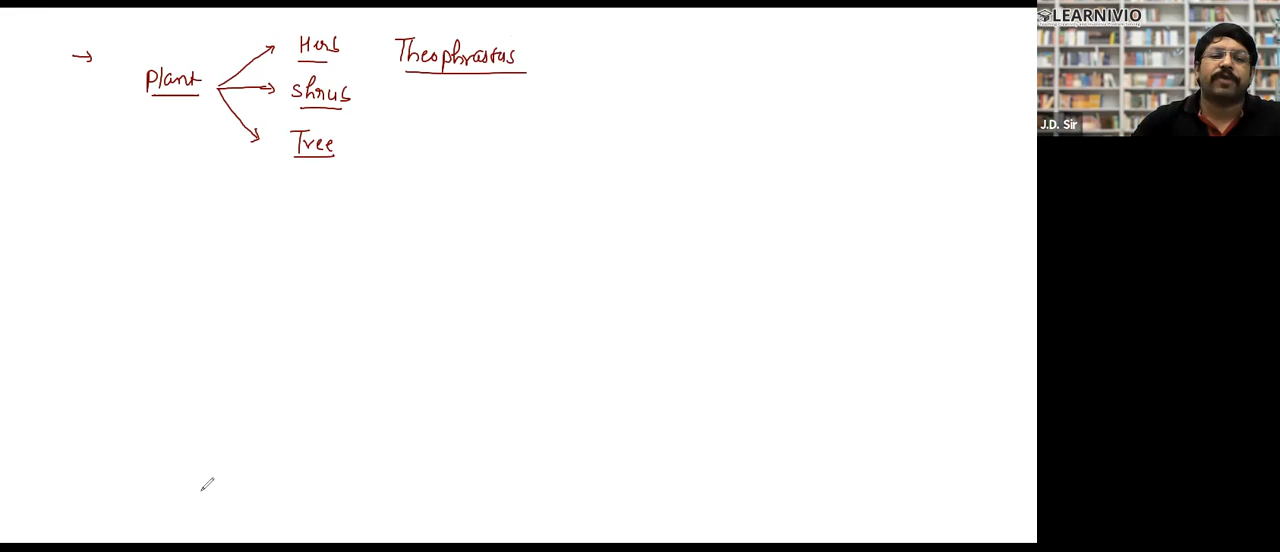 → Plant
Herb
Shrub
Tree
Theophrastus
LEARNIVIO
J.D. Sir